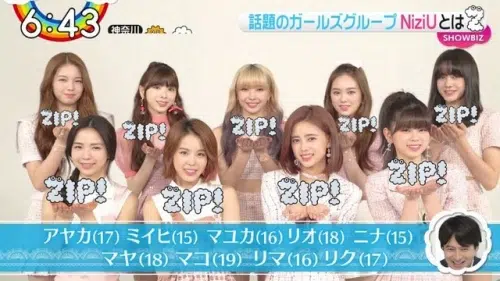 6:43
神奈川
話題のガールズグループ NiziUとは
SHOWBIZ
ZIP! ZIP! ZIP! ZIP! ZIP!
ZIP! ZIP! ZIP! ZIP!
アヤカ(17) ミイヒ(15) マユカ(16) リオ(18) ニナ(15)
マヤ(18) マコ(19) リマ(16) リク(17)